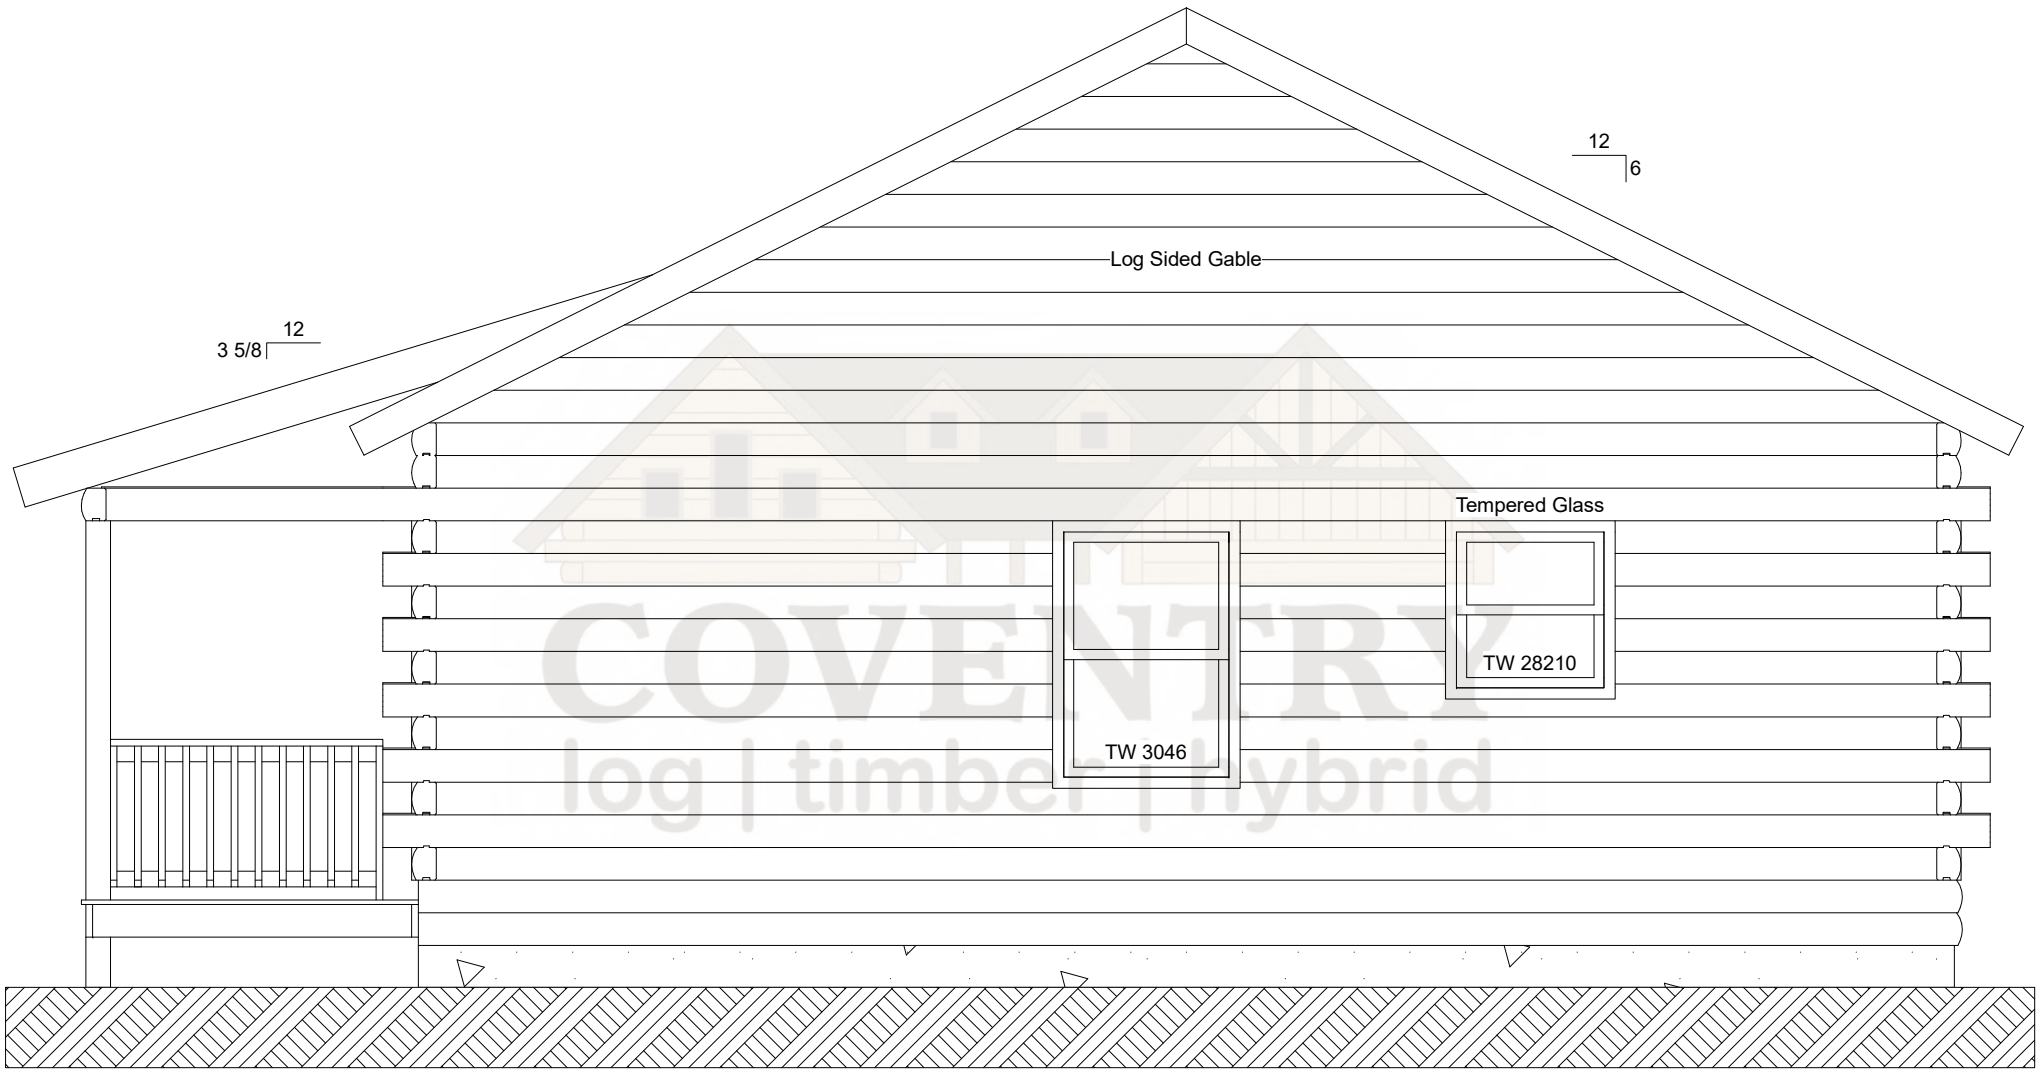 12
6
Log Sided Gable
12
3 5/8
Tempered Glass
TW 28210
COVENTRY
TW 3046
log | timber | hybrid